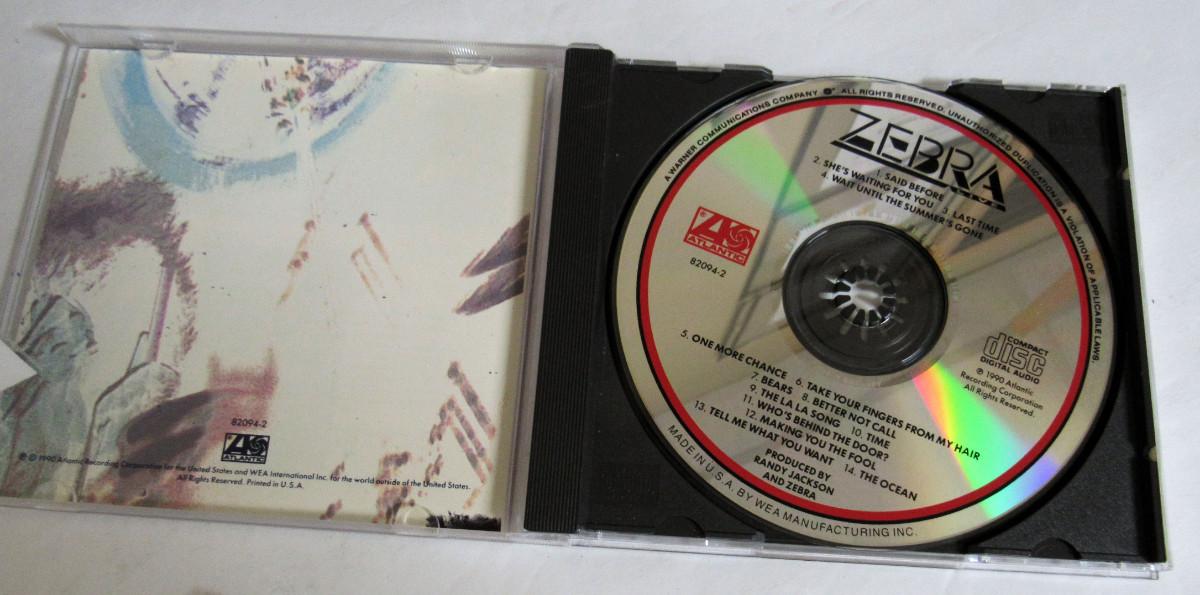 82094-2
ATLANTIC
℗ © 1990 Atlantic Recording Corporation for the United States and WEA International Inc. for the world outside of the United States.
All Rights Reserved. Printed in U.S.A.
A WARNER COMMUNICATIONS COMPANY ALL RIGHTS RESERVED. UNAUTHORIZED DUPLICATION IS A VIOLATION OF APPLICABLE LAWS.
ZEBRA
1. SAID BEFORE
2. SHE'S WAITING FOR YOU 3. LAST TIME
4. WAIT UNTIL THE SUMMER'S GONE
ATLANTIC
82094-2
COMPACT
disc
DIGITAL AUDIO
℗ 1990 Atlantic
Recording Corporation
All Rights Reserved.
5. ONE MORE CHANCE 6. TAKE YOUR FINGERS FROM MY HAIR
7. BEARS 8. BETTER NOT CALL
9. THE LA LA SONG 10. TIME
11. WHO'S BEHIND THE DOOR?
12. MAKING YOU THE FOOL
13. TELL ME WHAT YOU WANT 14. THE OCEAN
PRODUCED BY
RANDY JACKSON
AND ZEBRA
MADE IN U.S.A. BY WEA MANUFACTURING INC.